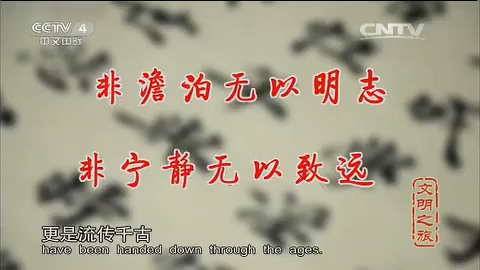 CCTV 4
中文国际
CNTV
非澹泊无以明志
非宁静无以致远
文明之旅
更是流传千古
have been handed down through the ages.